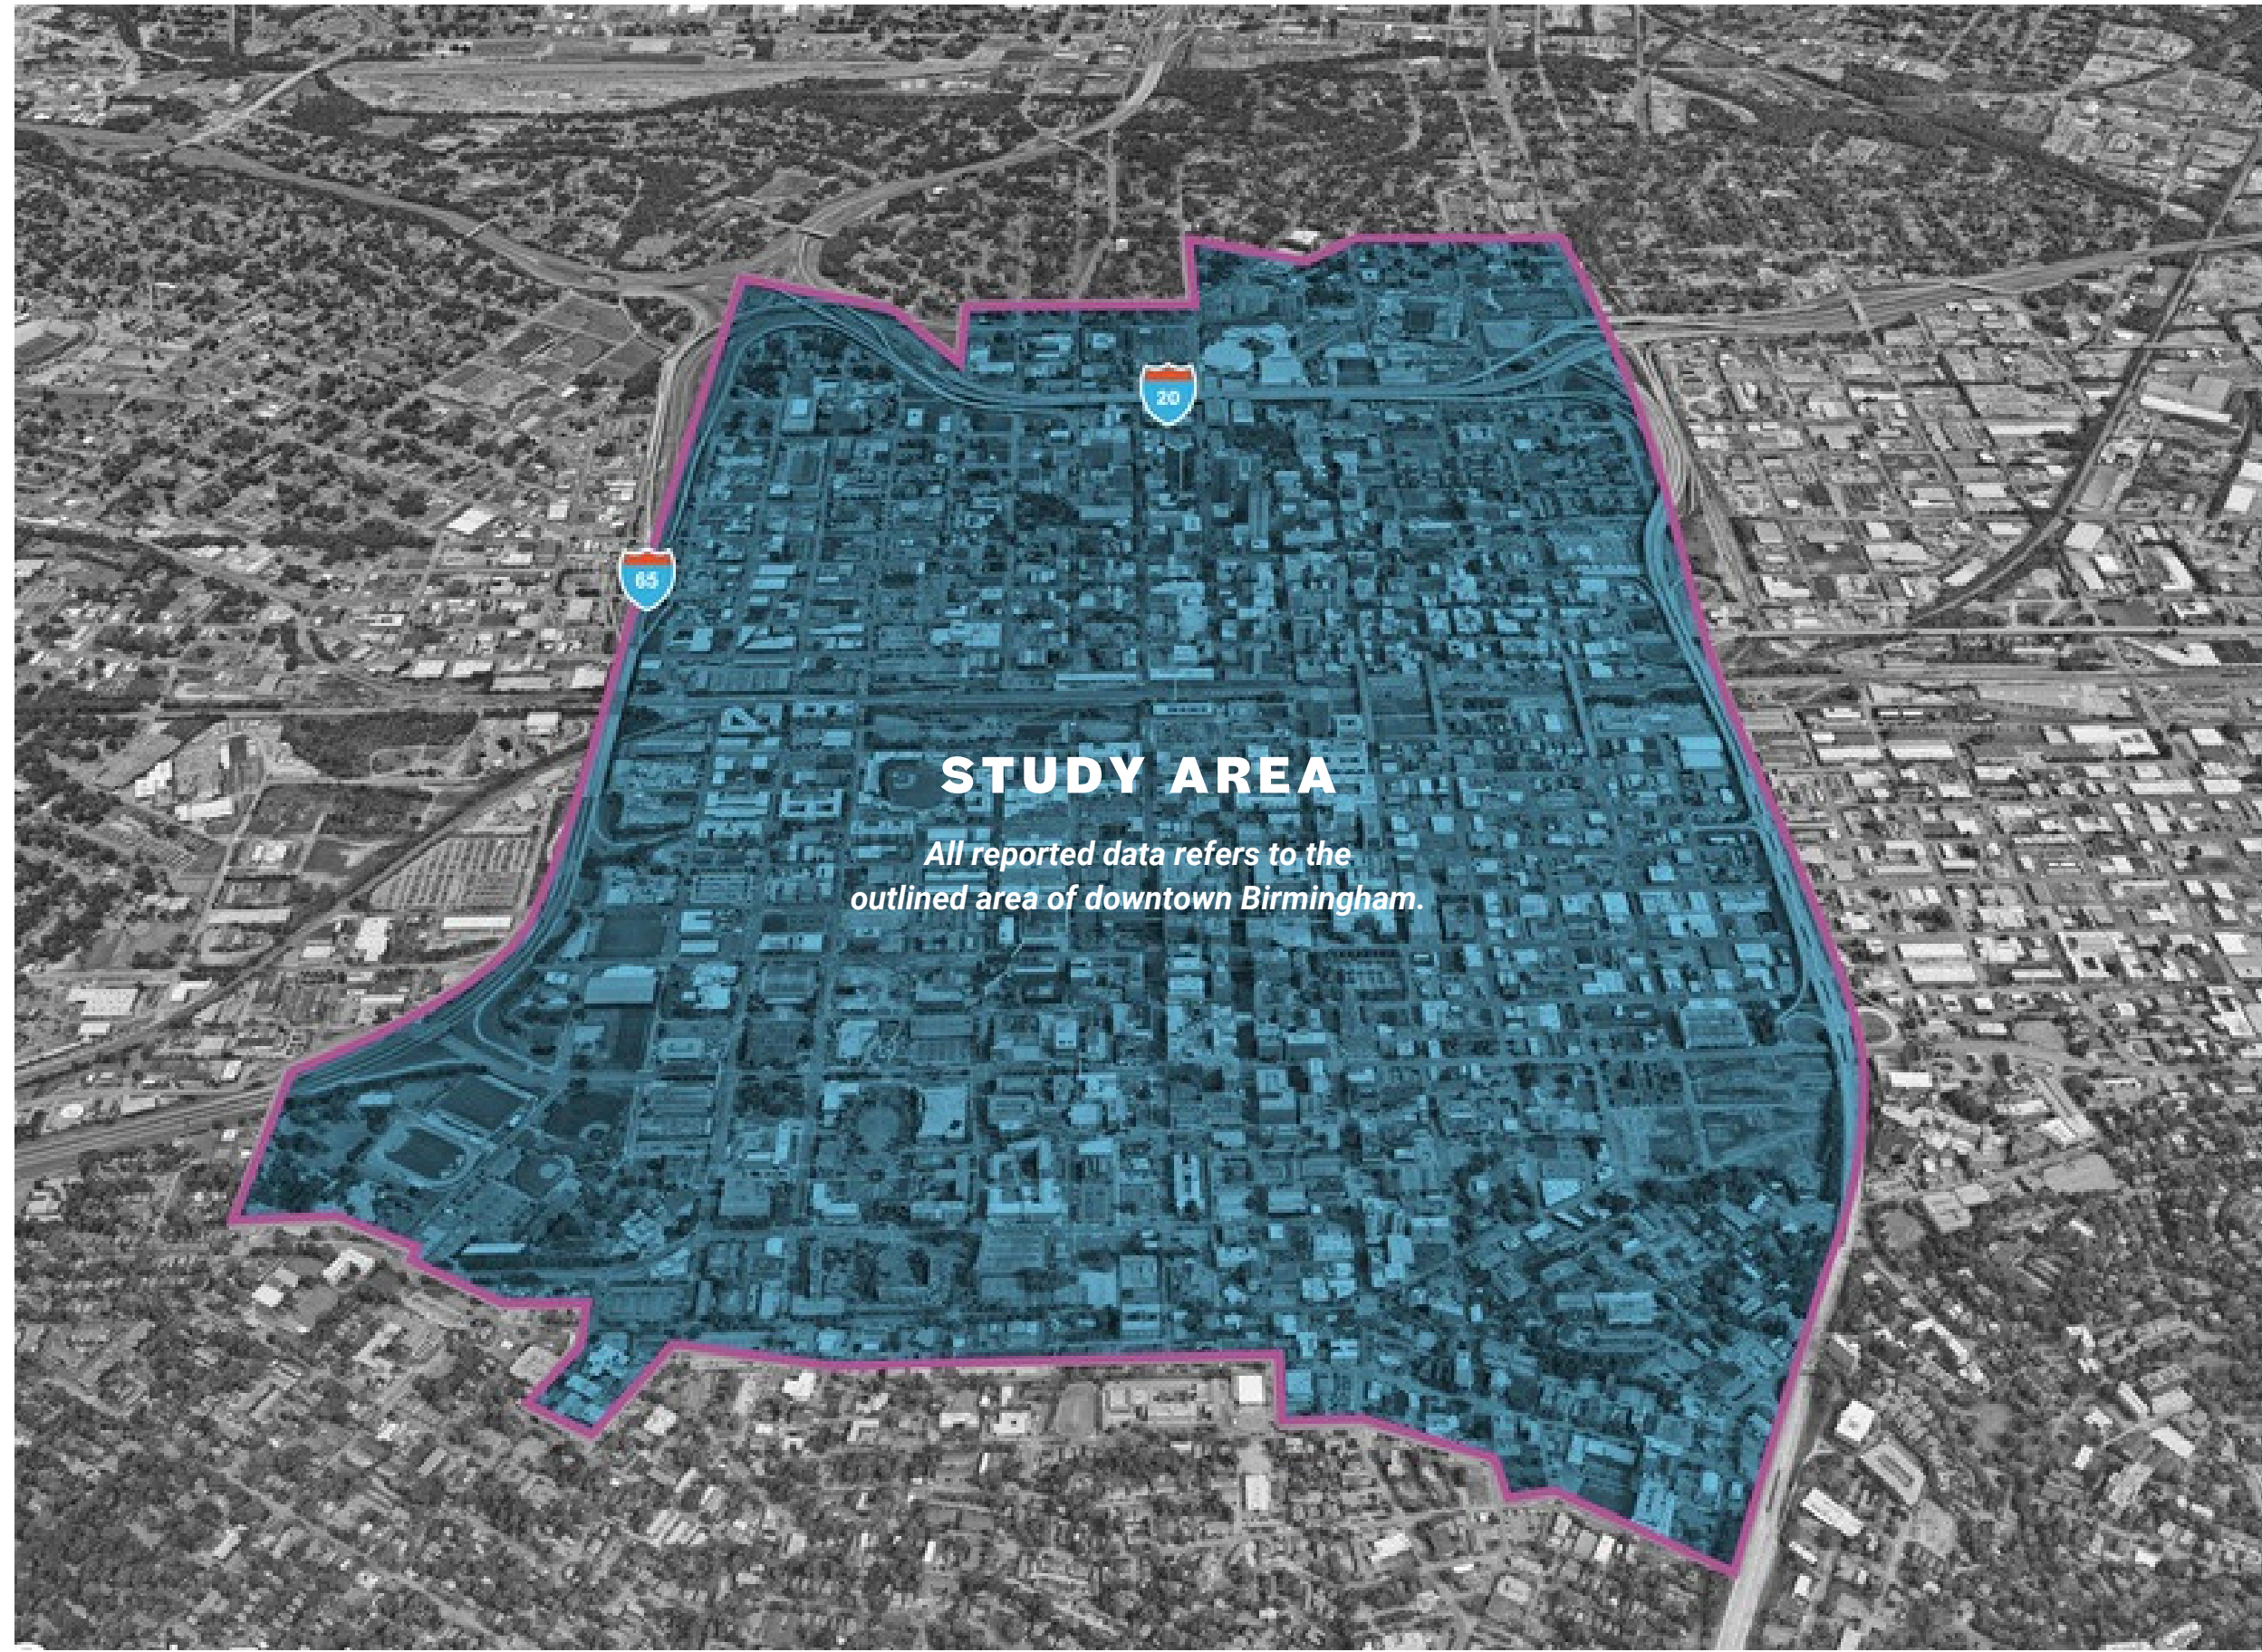 20
65
STUDY AREA
All reported data refers to the
outlined area of downtown Birmingham.